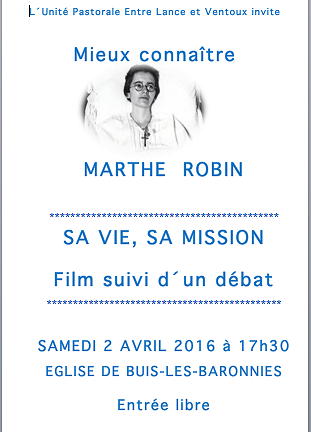 L´Unité Pastorale Entre Lance et Ventoux invite
Mieux connaître
MARTHE ROBIN
********************************************
SA VIE, SA MISSION
Film suivi d´un débat
*********************************************
SAMEDI 2 AVRIL 2016 à 17h30
EGLISE DE BUIS-LES-BARONNIES
Entrée libre